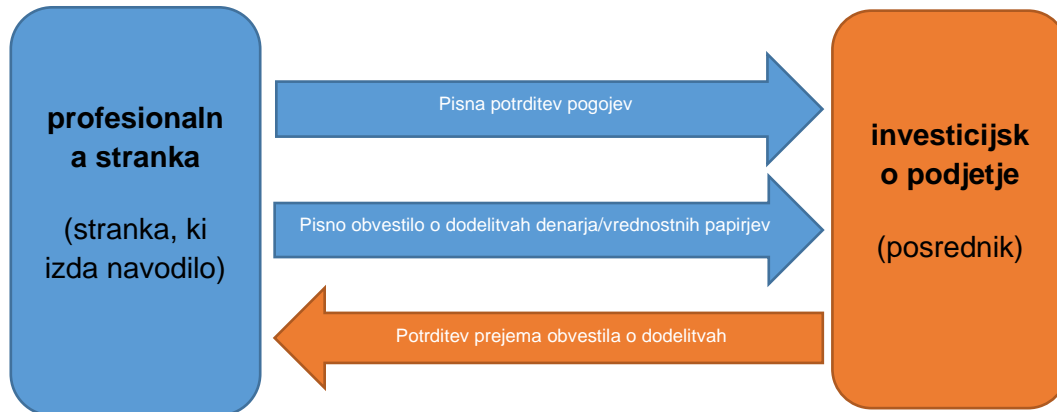 profesionaln
a stranka
(stranka, ki
izda navodilo)
Pisna potrditev pogojev
Pisno obvestilo o dodelitvah denarja/vrednostnih papirjev
Potrditev prejema obvestila o dodelitvah
investicijsk
o podjetje
(posrednik)